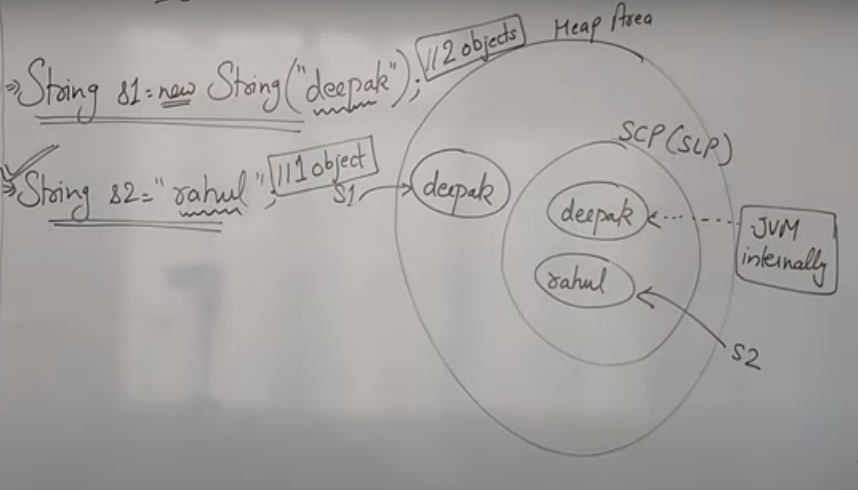 Heap Area
⇒ String s1 = new String("deepak"); //2 objects
⇒ String s2 = "rahul"; //1 object
SCP(SLP)
S1
deepak
deepak
JVM
internally
rahul
S2